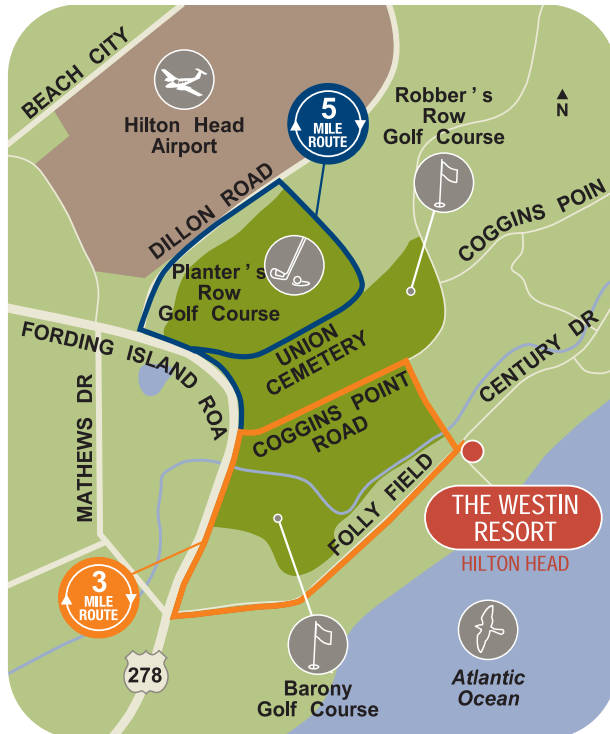 BEACH CITY
Hilton Head
Airport
5
MILE
ROUTE
Robber's
Row
Golf Course
N
DILLON ROAD
COGGINS POIN
Planter's
Row
Golf Course
FORDING ISLAND ROA
UNION
CEMETERY
CENTURY DR
MATHEWS DR
COGGINS POINT
ROAD
FOLLY FIELD
THE WESTIN
RESORT
HILTON HEAD
3
MILE
ROUTE
278
Barony
Golf Course
Atlantic
Ocean